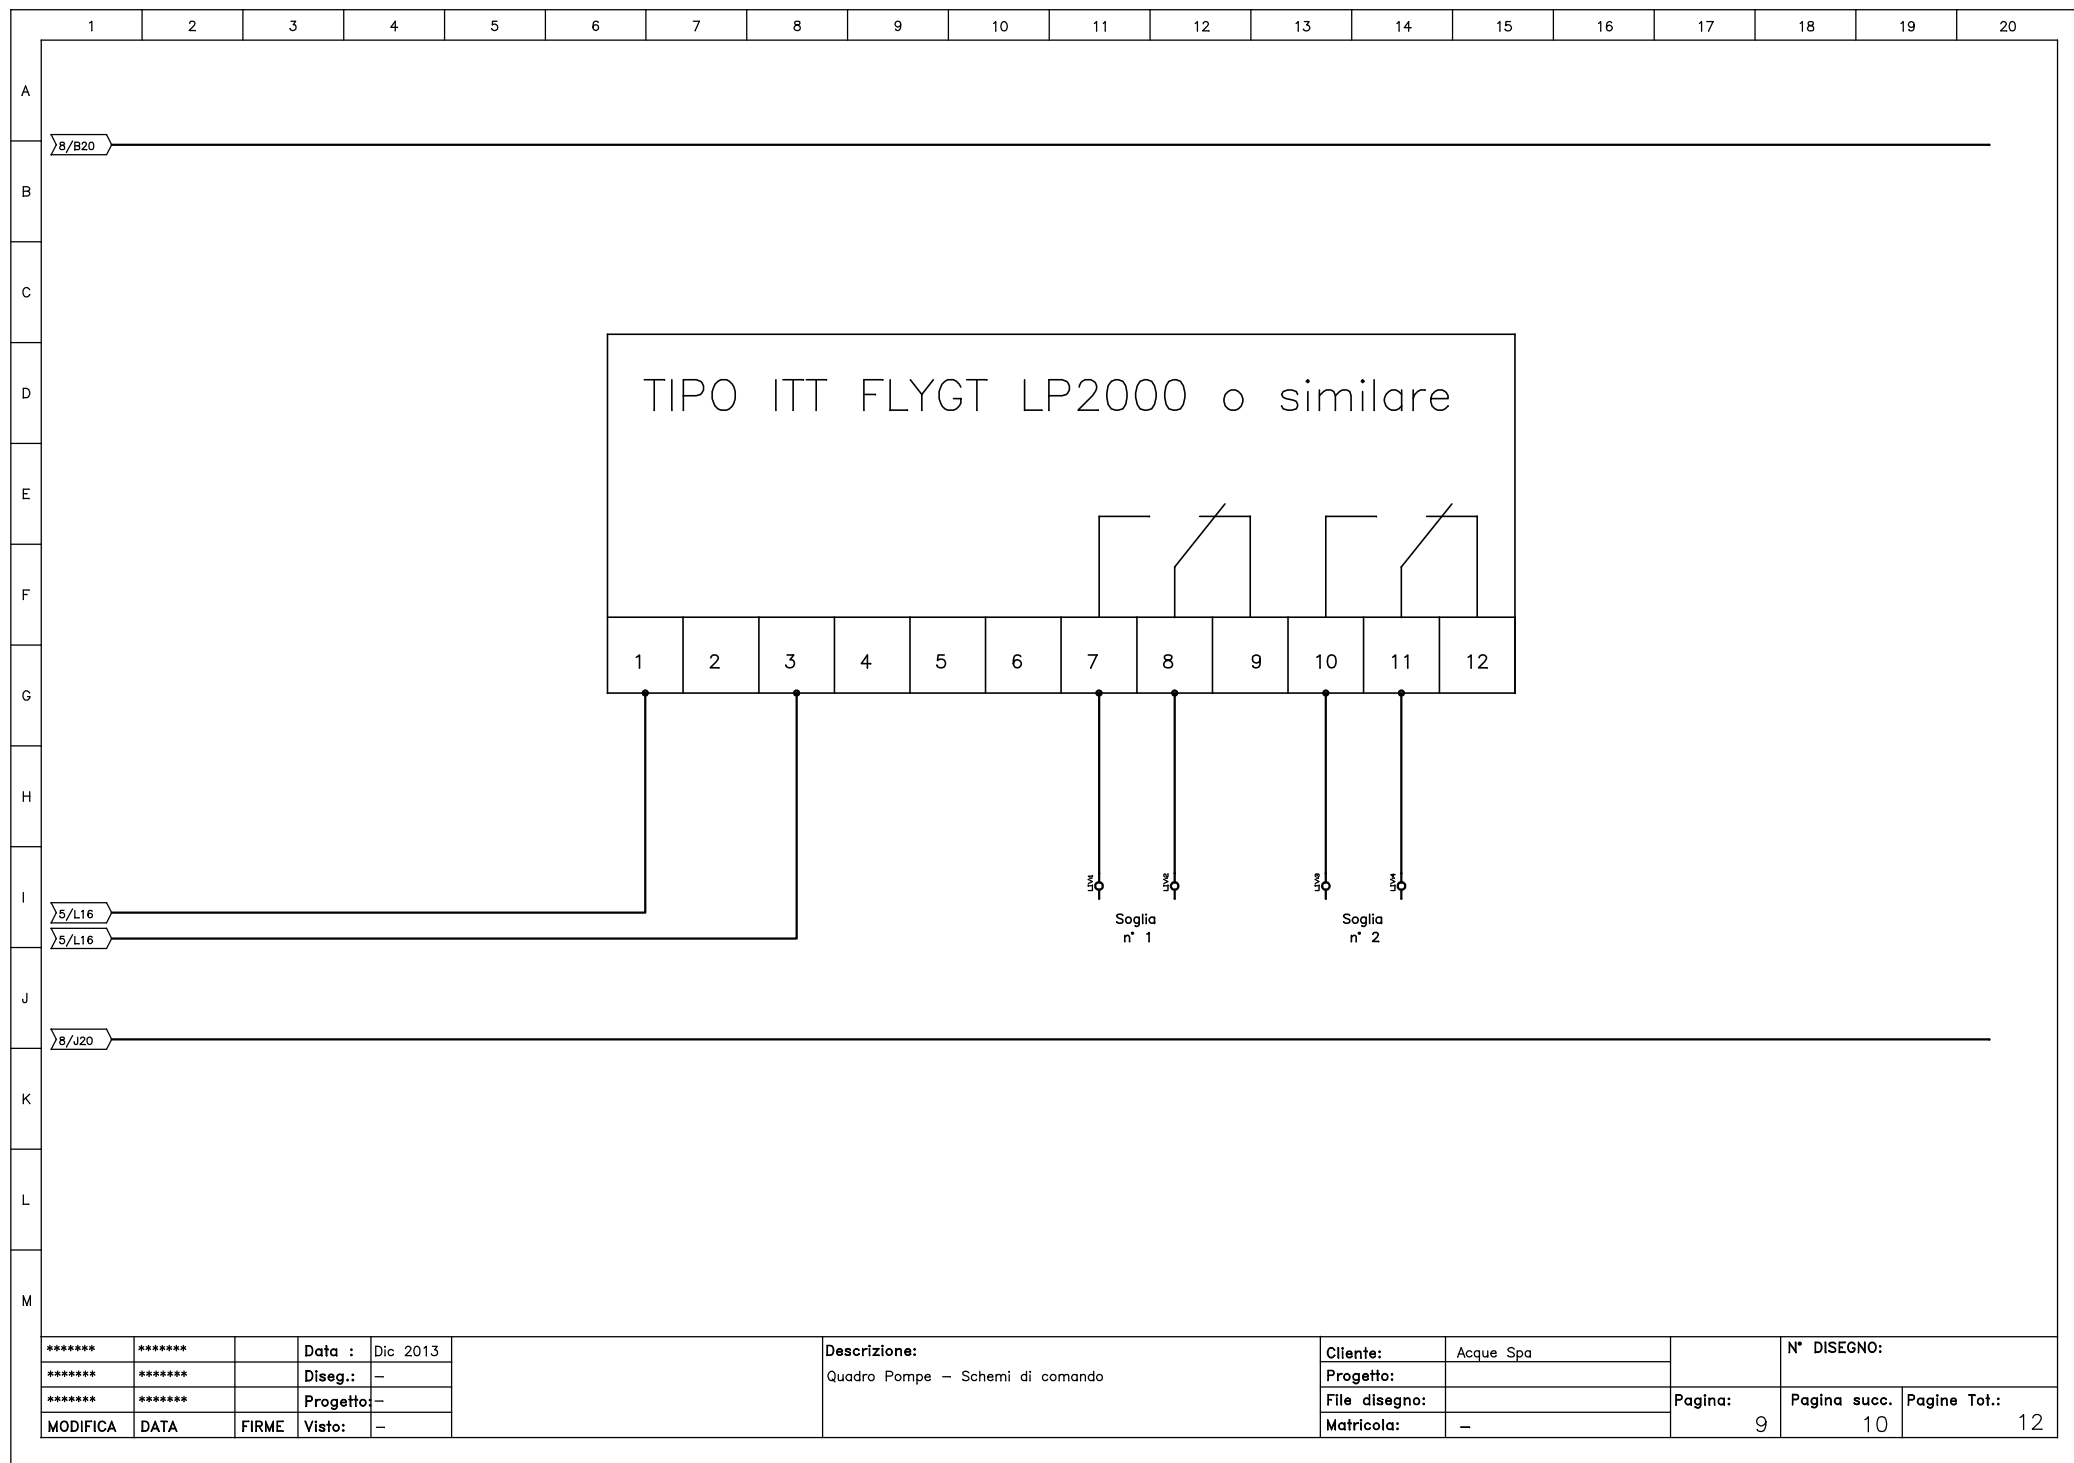 1 2 3 4 5 6 7 8 9 10 11 12 13 14 15 16 17 18 19 20
A
8/B20
B
C
D
TIPO ITT FLYGT LP2000 o similare
E
F
1 2 3 4 5 6 7 8 9 10 11 12
G
H
LIV1 LIV2 LIV3 LIV4
I
5/L16
Soglia
n° 1
Soglia
n° 2
5/L16
J
8/J20
K
L
M
******* ******* Data : Dic 2013
******* ******* Diseg.: –
******* ******* Progetto: –
MODIFICA DATA FIRME Visto: –
Descrizione:
Quadro Pompe – Schemi di comando
Cliente: Acque Spa
Progetto:
File disegno:
Matricola: –
N° DISEGNO:
Pagina: 9
Pagina succ. 10
Pagine Tot.: 12